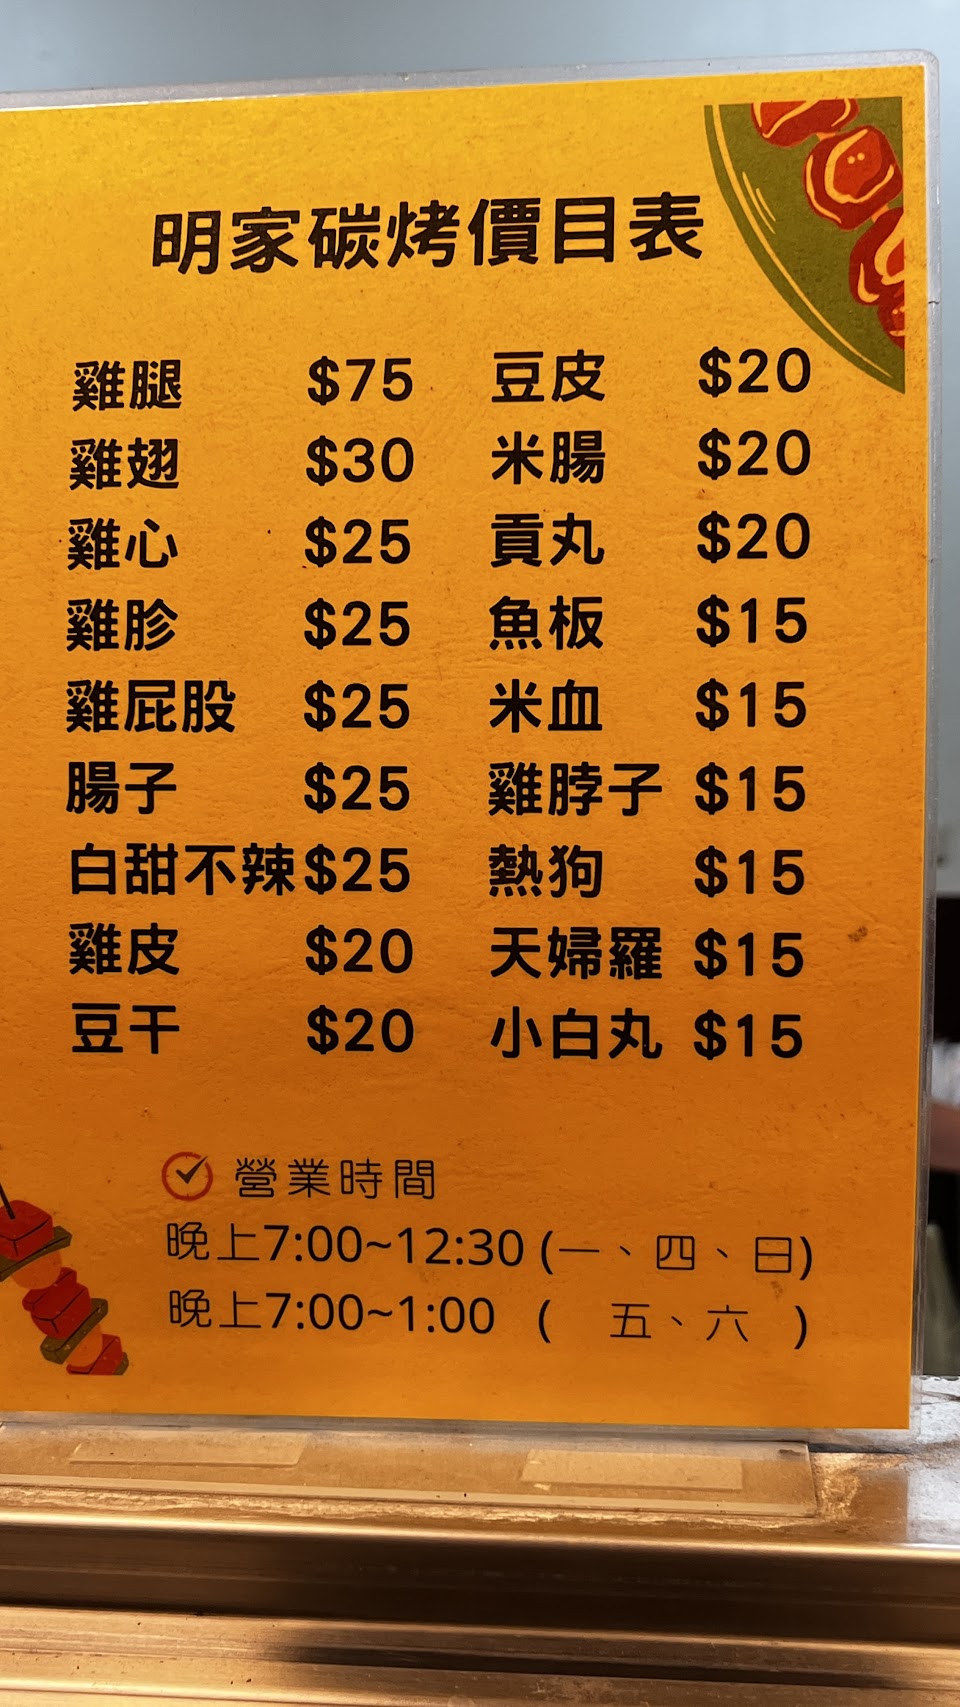 明家碳烤價目表
雞腿 $75 豆皮 $20
雞翅 $30 米腸 $20
雞心 $25 貢丸 $20
雞胗 $25 魚板 $15
雞屁股 $25 米血 $15
腸子 $25 雞脖子 $15
白甜不辣 $25 熱狗 $15
雞皮 $20 天婦羅 $15
豆干 $20 小白丸 $15
營業時間
晚上7:00~12:30 (一、四、日)
晚上7:00~1:00 ( 五、六 )